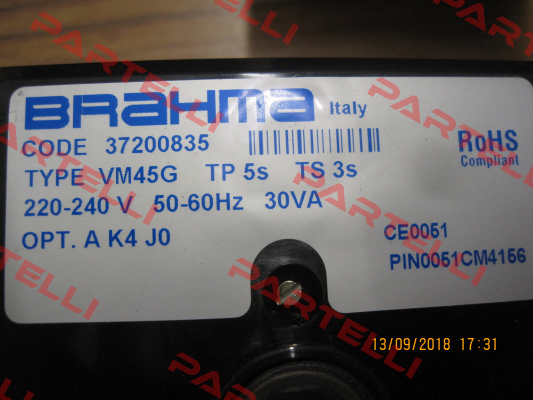 BRAHMA Italy
CODE 37200835
RoHS
Compliant
TYPE VM45G TP 5s TS 3s
220-240 V 50-60Hz 30VA
OPT. A K4 J0
CE0051
PIN0051CM4156
13/09/2018 17:31
PARTELLI
PARTELLI
PARTELLI
PARTELLI
PARTELLI
PARTELLI